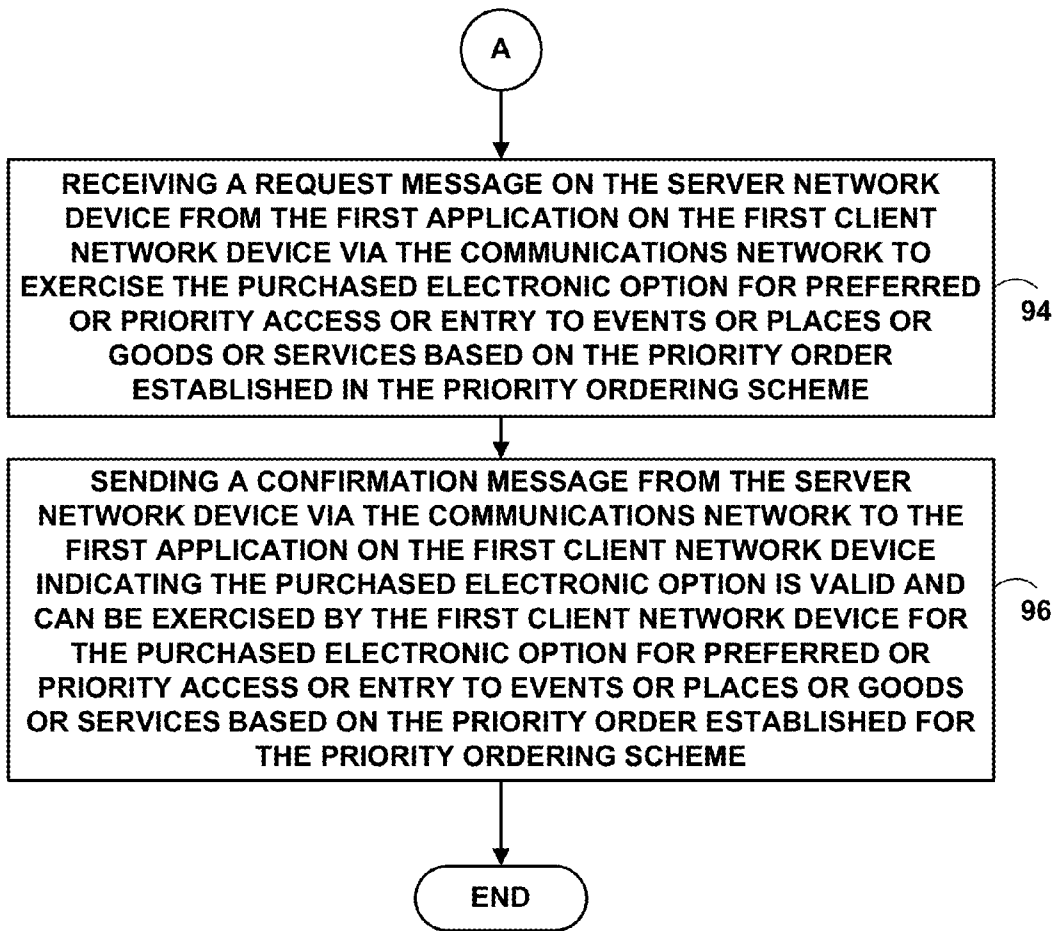 A
RECEIVING A REQUEST MESSAGE ON THE SERVER NETWORK
DEVICE FROM THE FIRST APPLICATION ON THE FIRST CLIENT
NETWORK DEVICE VIA THE COMMUNICATIONS NETWORK TO
EXERCISE THE PURCHASED ELECTRONIC OPTION FOR PREFERRED
OR PRIORITY ACCESS OR ENTRY TO EVENTS OR PLACES OR
GOODS OR SERVICES BASED ON THE PRIORITY ORDER
ESTABLISHED IN THE PRIORITY ORDERING SCHEME
94
SENDING A CONFIRMATION MESSAGE FROM THE SERVER
NETWORK DEVICE VIA THE COMMUNICATIONS NETWORK TO THE
FIRST APPLICATION ON THE FIRST CLIENT NETWORK DEVICE
INDICATING THE PURCHASED ELECTRONIC OPTION IS VALID AND
CAN BE EXERCISED BY THE FIRST CLIENT NETWORK DEVICE FOR
THE PURCHASED ELECTRONIC OPTION FOR PREFERRED OR
PRIORITY ACCESS OR ENTRY TO EVENTS OR PLACES OR GOODS
OR SERVICES BASED ON THE PRIORITY ORDER ESTABLISHED FOR
THE PRIORITY ORDERING SCHEME
96
END